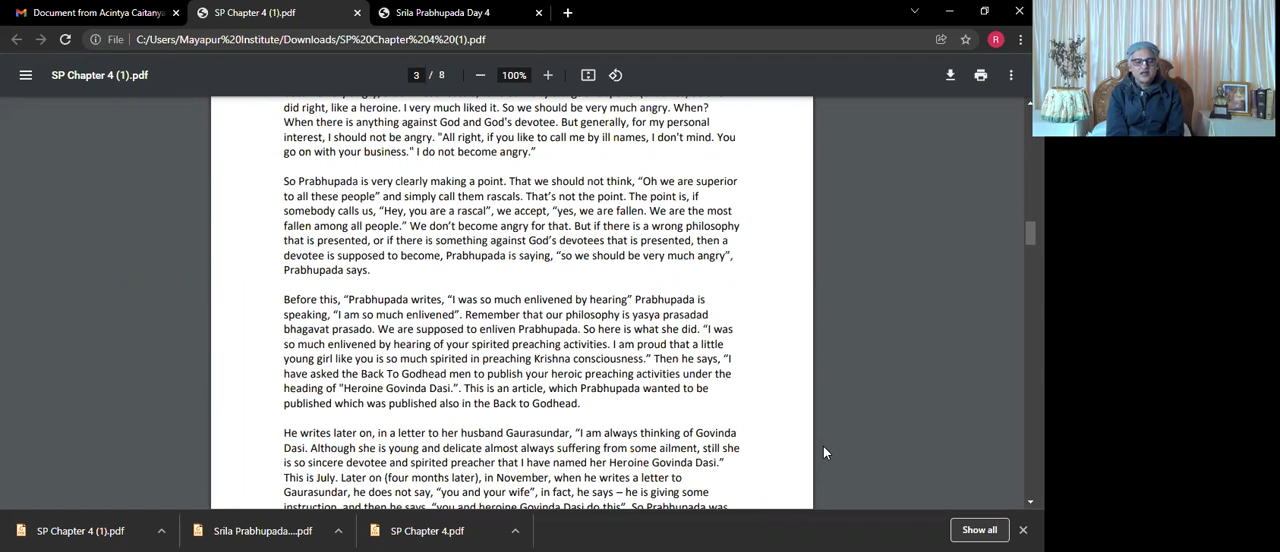 Document from Acintya Caitanya
SP Chapter 4 (1).pdf
Srila Prabhupada Day 4
File
C:/Users/Mayapur%20Institute/Downloads/SP%20Chapter%204%20(1).pdf
R
SP Chapter 4 (1).pdf
3 / 8
100%
did right, like a heroine. I very much liked it. So we should be very much angry. When?
When there is anything against God and God's devotee. But generally, for my personal
interest, I should not be angry. "All right, if you like to call me by ill names, I don't mind. You
go on with your business." I do not become angry.”
So Prabhupada is very clearly making a point. That we should not think, “Oh we are superior
to all these people” and simply call them rascals. That’s not the point. The point is, if
somebody calls us, “Hey, you are a rascal”, we accept, “yes, we are fallen. We are the most
fallen among all people.” We don’t become angry for that. But if there is a wrong philosophy
that is presented, or if there is something against God’s devotees that is presented, then a
devotee is supposed to become, Prabhupada is saying, “so we should be very much angry”,
Prabhupada says.
Before this, “Prabhupada writes, “I was so much enlivened by hearing” Prabhupada is
speaking, “I am so much enlivened”. Remember that our philosophy is yasya prasadad
bhagavat prasado. We are supposed to enliven Prabhupada. So here is what she did. “I was
so much enlivened by hearing of your spirited preaching activities. I am proud that a little
young girl like you is so much spirited in preaching Krishna consciousness.” Then he says, “I
have asked the Back To Godhead men to publish your heroic preaching activities under the
heading of "Heroine Govinda Dasi.”. This is an article, which Prabhupada wanted to be
published which was published also in the Back to Godhead.
He writes later on, in a letter to her husband Gaurasundar, “I am always thinking of Govinda
Dasi. Although she is young and delicate almost always suffering from some ailment, still she
is so sincere devotee and spirited preacher that I have named her Heroine Govinda Dasi.”
This is July. Later on (four months later), in November, when he writes a letter to
Gaurasundar, he does not say, “you and your wife”, in fact, he says – he is giving some
instruction, and then he says, “you and heroine Govinda Dasi do this”. So Prabhupada was
SP Chapter 4 (1).pdf
Srila Prabhupada....pdf
SP Chapter 4.pdf
Show all